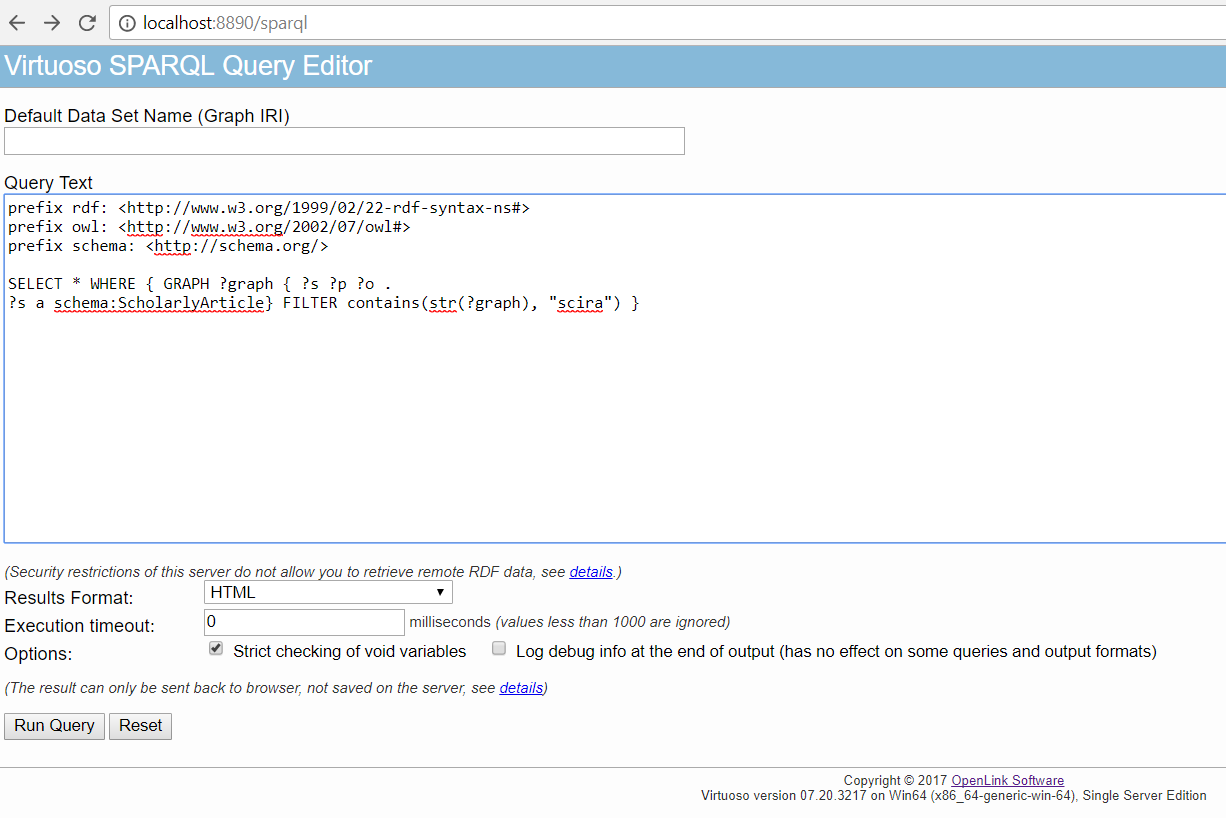 localhost:8890/sparql
Virtuoso SPARQL Query Editor
Default Data Set Name (Graph IRI)
Query Text
prefix rdf: <http://www.w3.org/1999/02/22-rdf-syntax-ns#>
prefix owl: <http://www.w3.org/2002/07/owl#>
prefix schema: <http://schema.org/>
SELECT * WHERE { GRAPH ?graph { ?s ?p ?o .
?s a schema:ScholarlyArticle} FILTER contains(str(?graph), "scira") }
(Security restrictions of this server do not allow you to retrieve remote RDF data, see details.)
Results Format: HTML
Execution timeout: 0 milliseconds (values less than 1000 are ignored)
Options: Strict checking of void variables Log debug info at the end of output (has no effect on some queries and output formats)
(The result can only be sent back to browser, not saved on the server, see details)
Run Query Reset
Copyright © 2017 OpenLink Software
Virtuoso version 07.20.3217 on Win64 (x86_64-generic-win-64), Single Server Edition